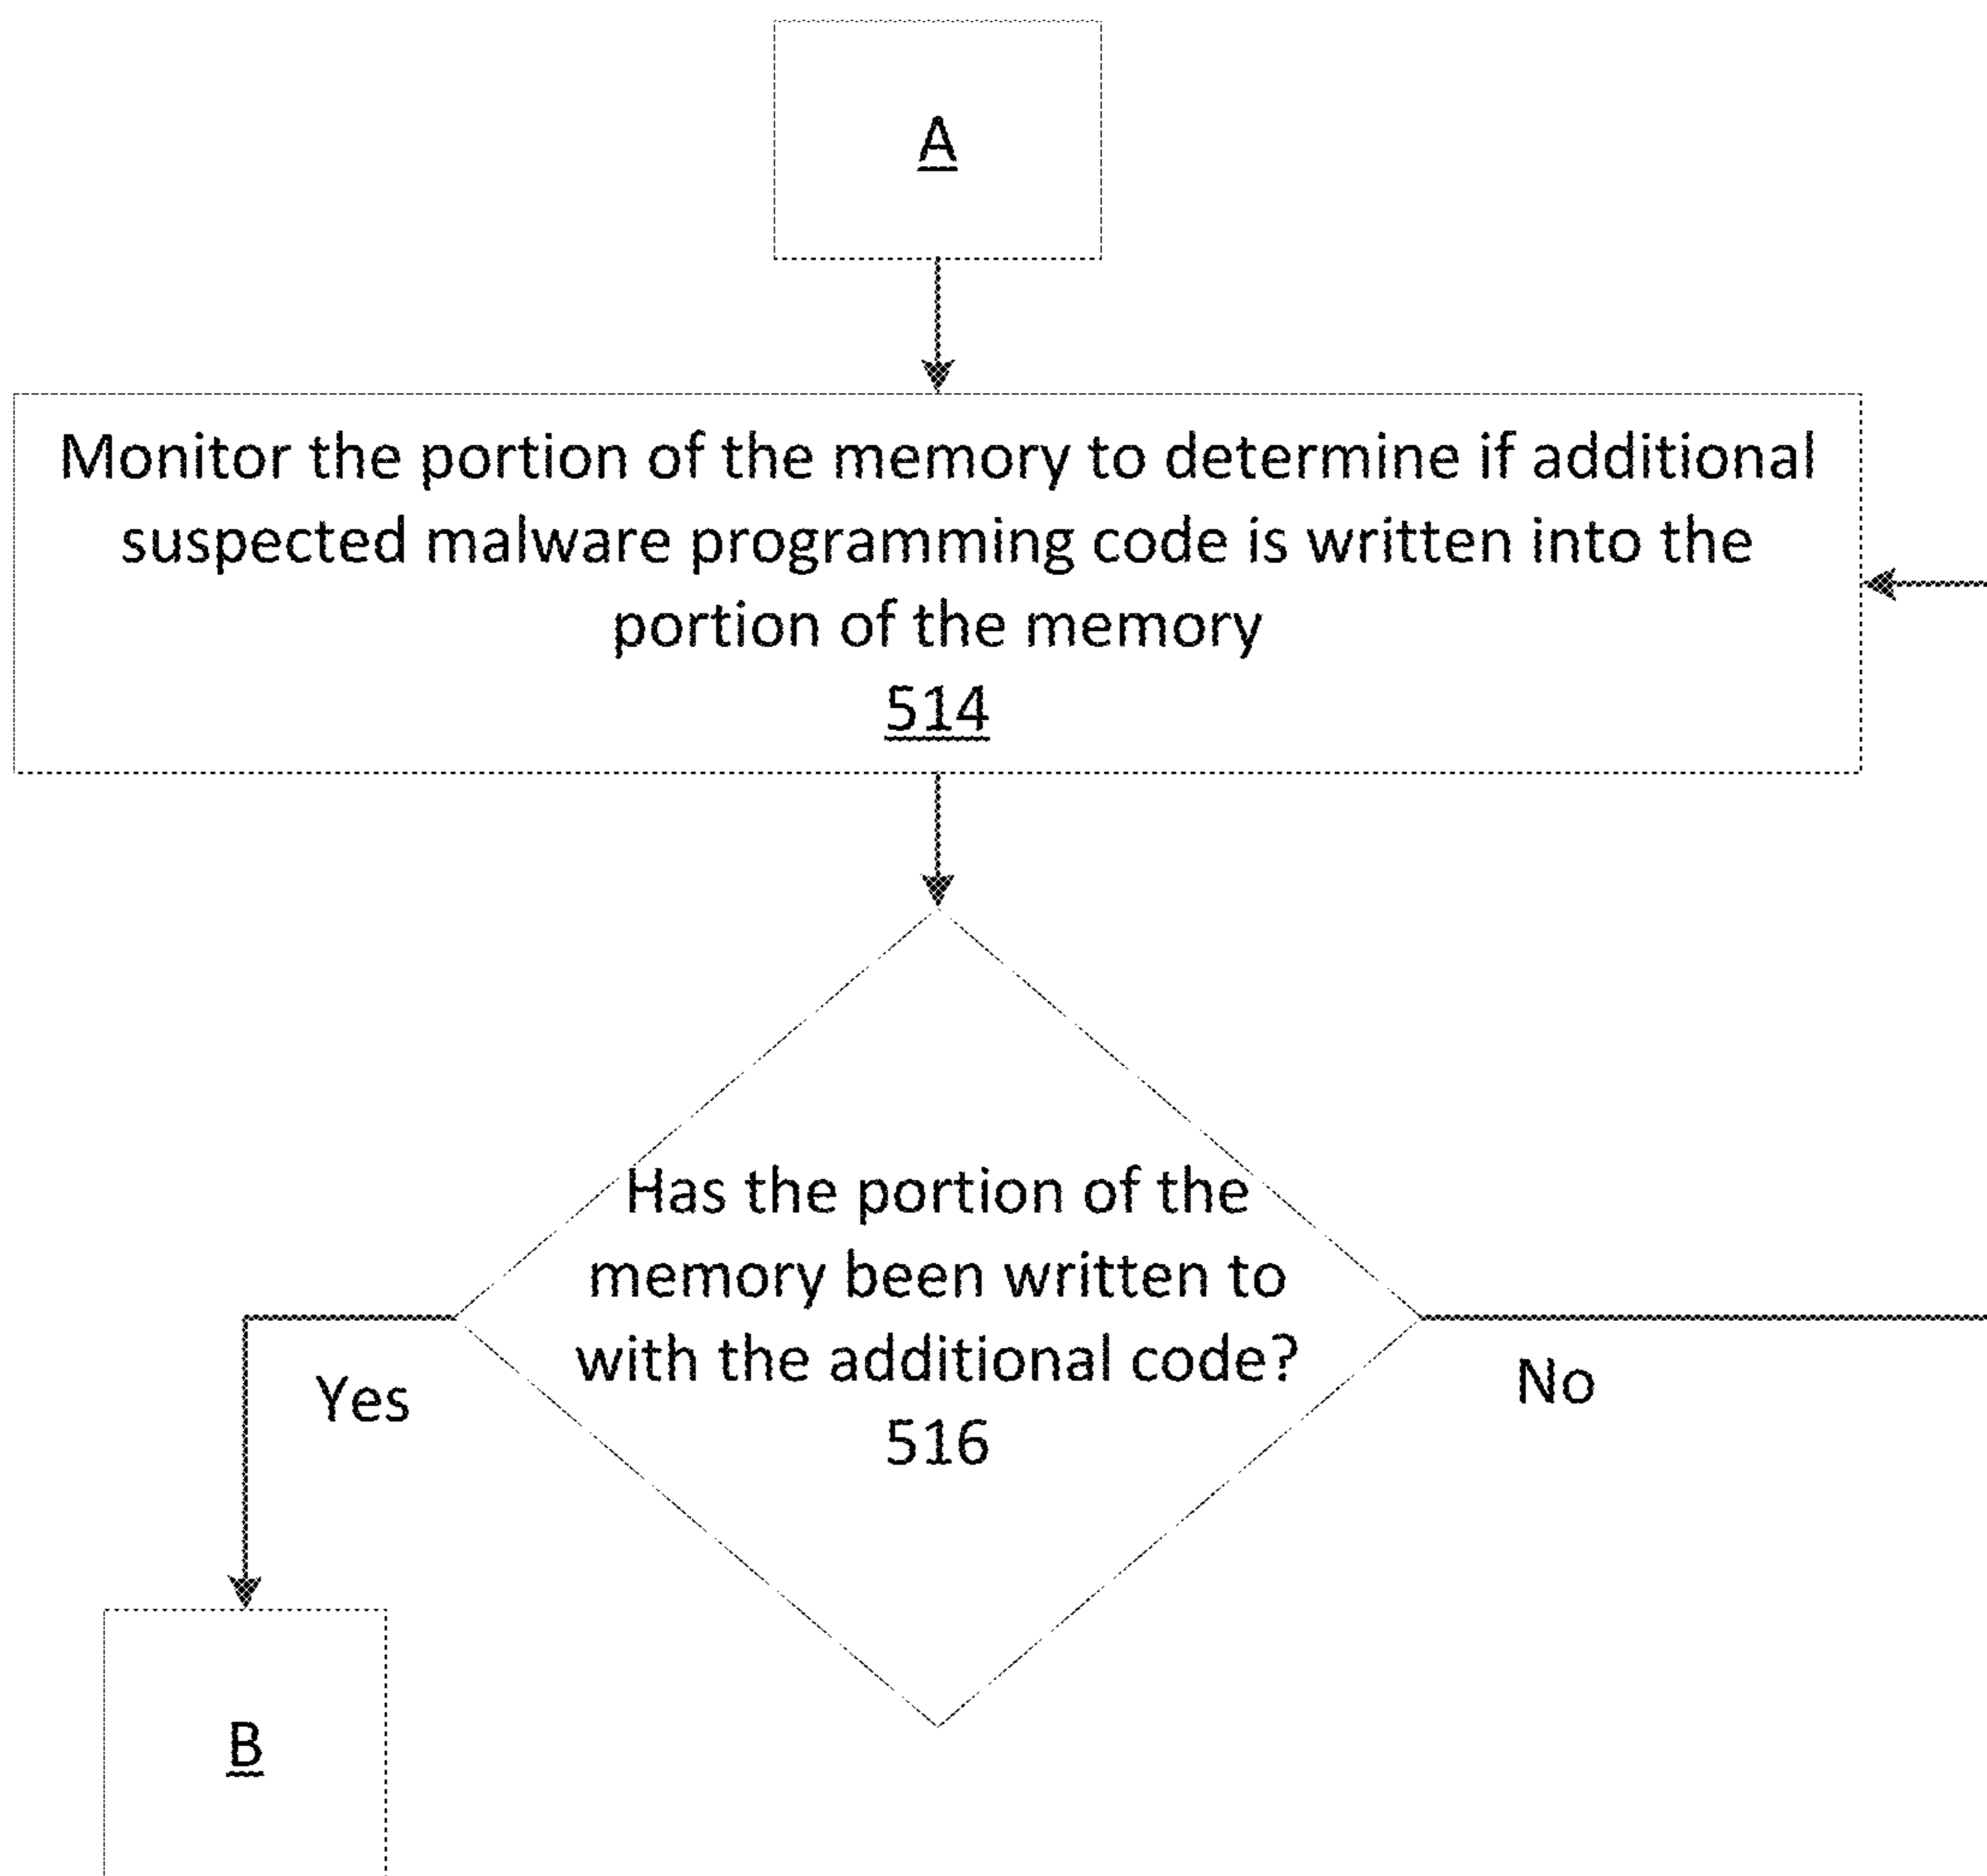 A
Monitor the portion of the memory to determine if additional
suspected malware programming code is written into the
portion of the memory
514
Has the portion of the
memory been written to
with the additional code?
516
Yes
No
B